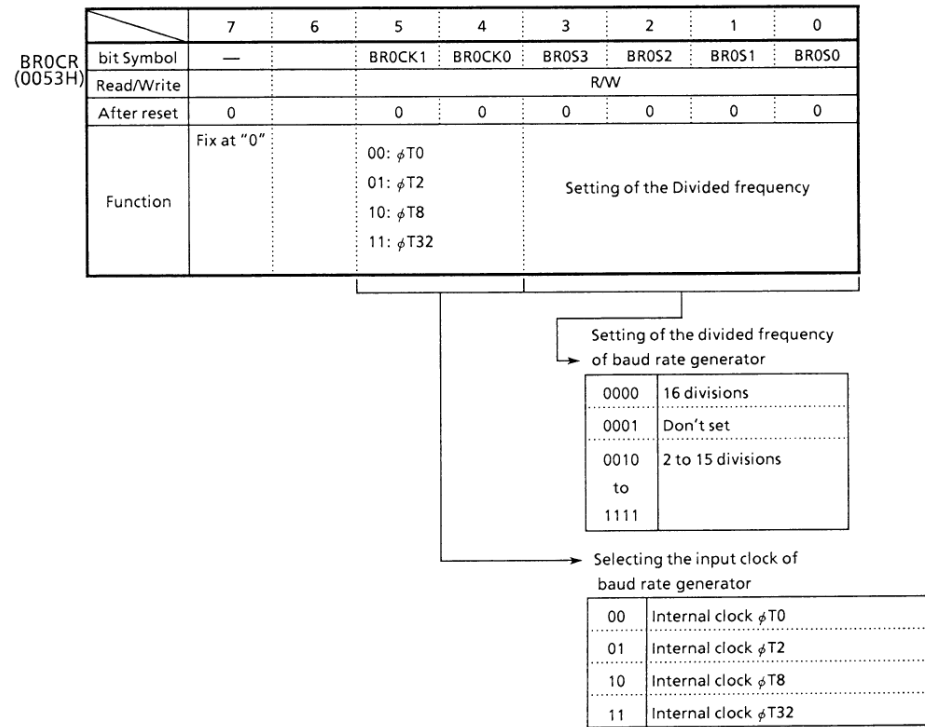 7 6 5 4 3 2 1 0
BR0CR (0053H)
bit Symbol — BR0CK1 BR0CK0 BR0S3 BR0S2 BR0S1 BR0S0
Read/Write R/W
After reset 0 0 0 0 0 0 0
Function
Fix at "0"
00: φT0
01: φT2
10: φT8
11: φT32
Setting of the Divided frequency
Setting of the divided frequency
of baud rate generator
0000 16 divisions
0001 Don't set
0010 2 to 15 divisions
to
1111
Selecting the input clock of
baud rate generator
00 Internal clock φT0
01 Internal clock φT2
10 Internal clock φT8
11 Internal clock φT32